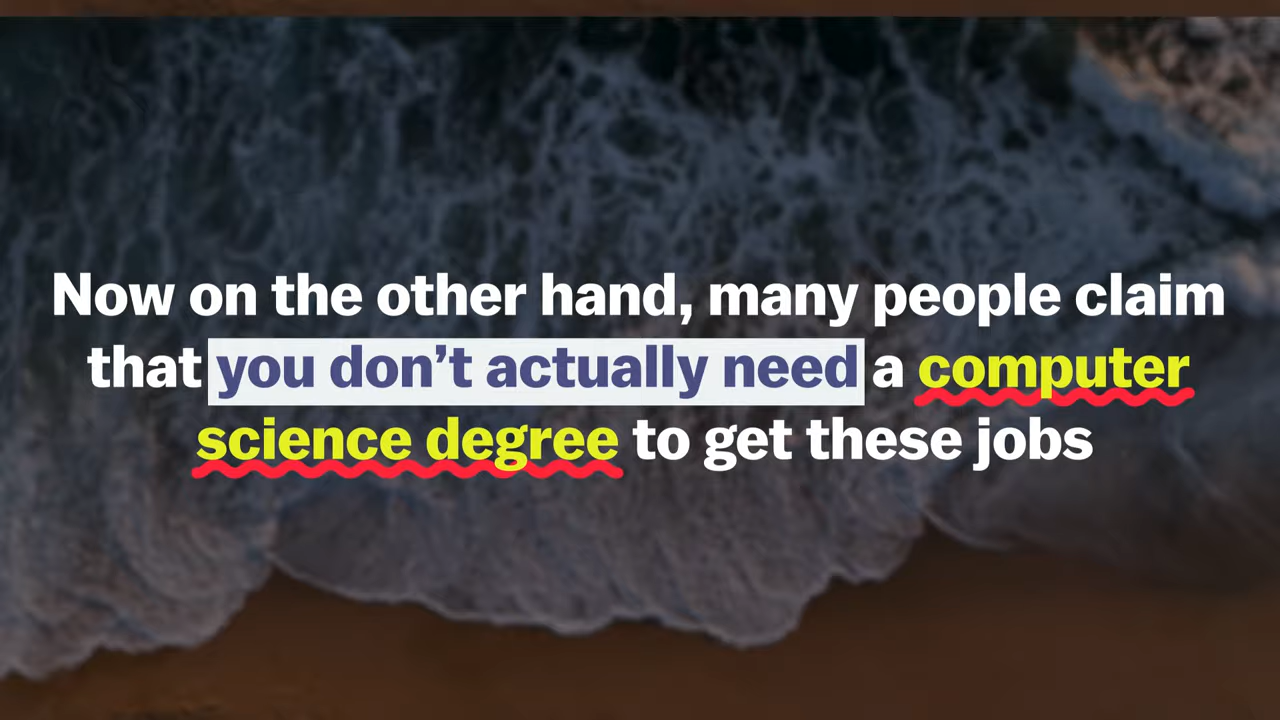 Now on the other hand, many people claim
that you don’t actually need a computer
science degree to get these jobs